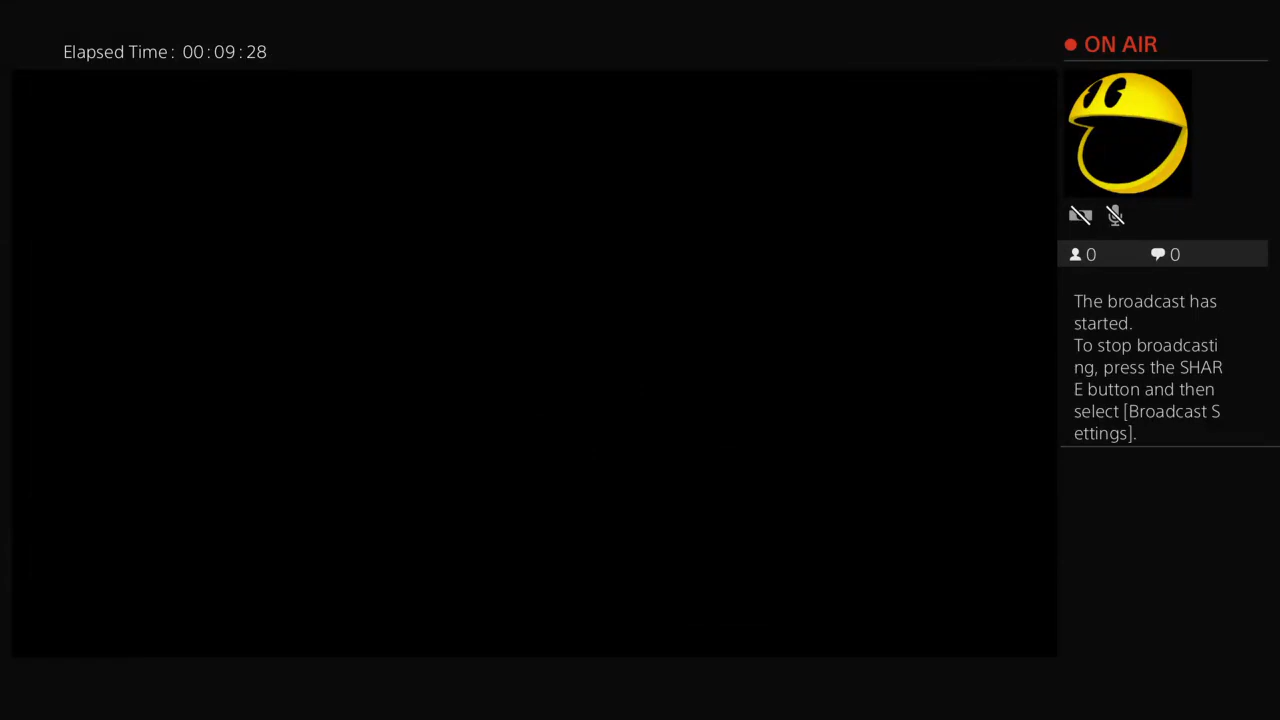 Elapsed Time: 00:09:28
ON AIR
0 0
The broadcast has
started.
To stop broadcasti
ng, press the SHAR
E button and then
select [Broadcast S
ettings].